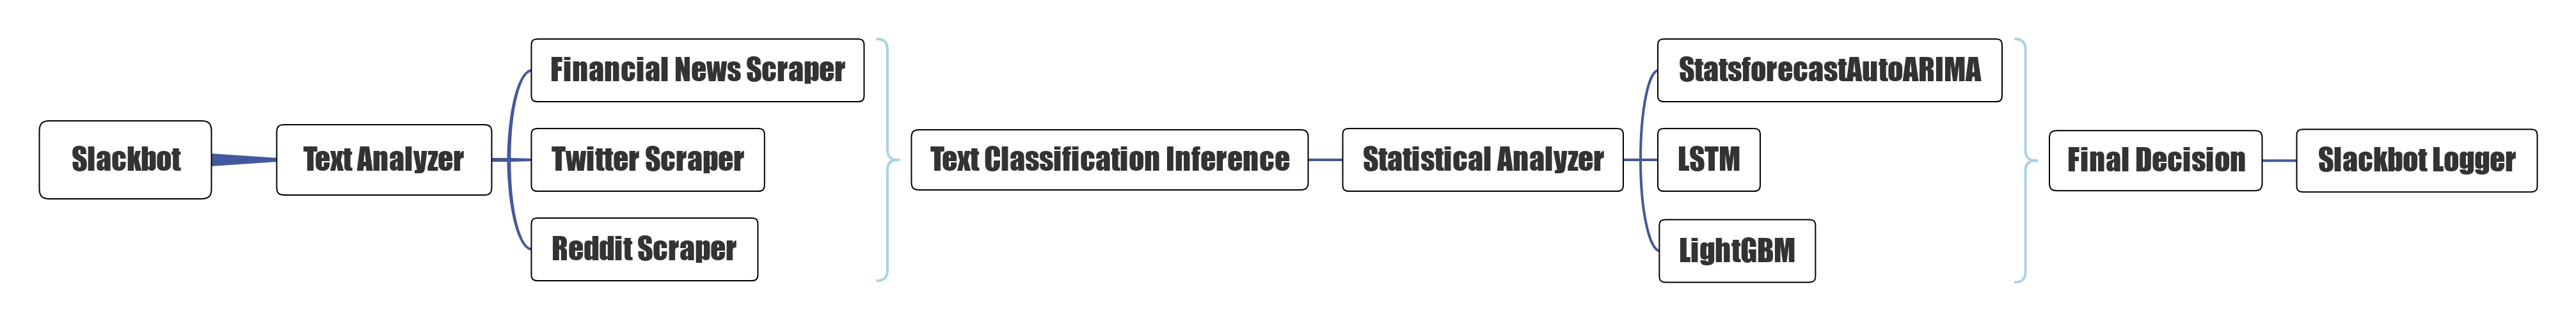 Slackbot
Text Analyzer
Financial News Scraper
Twitter Scraper
Reddit Scraper
Text Classification Inference
Statistical Analyzer
StatsforecastAutoARIMA
LSTM
LightGBM
Final Decision
Slackbot Logger